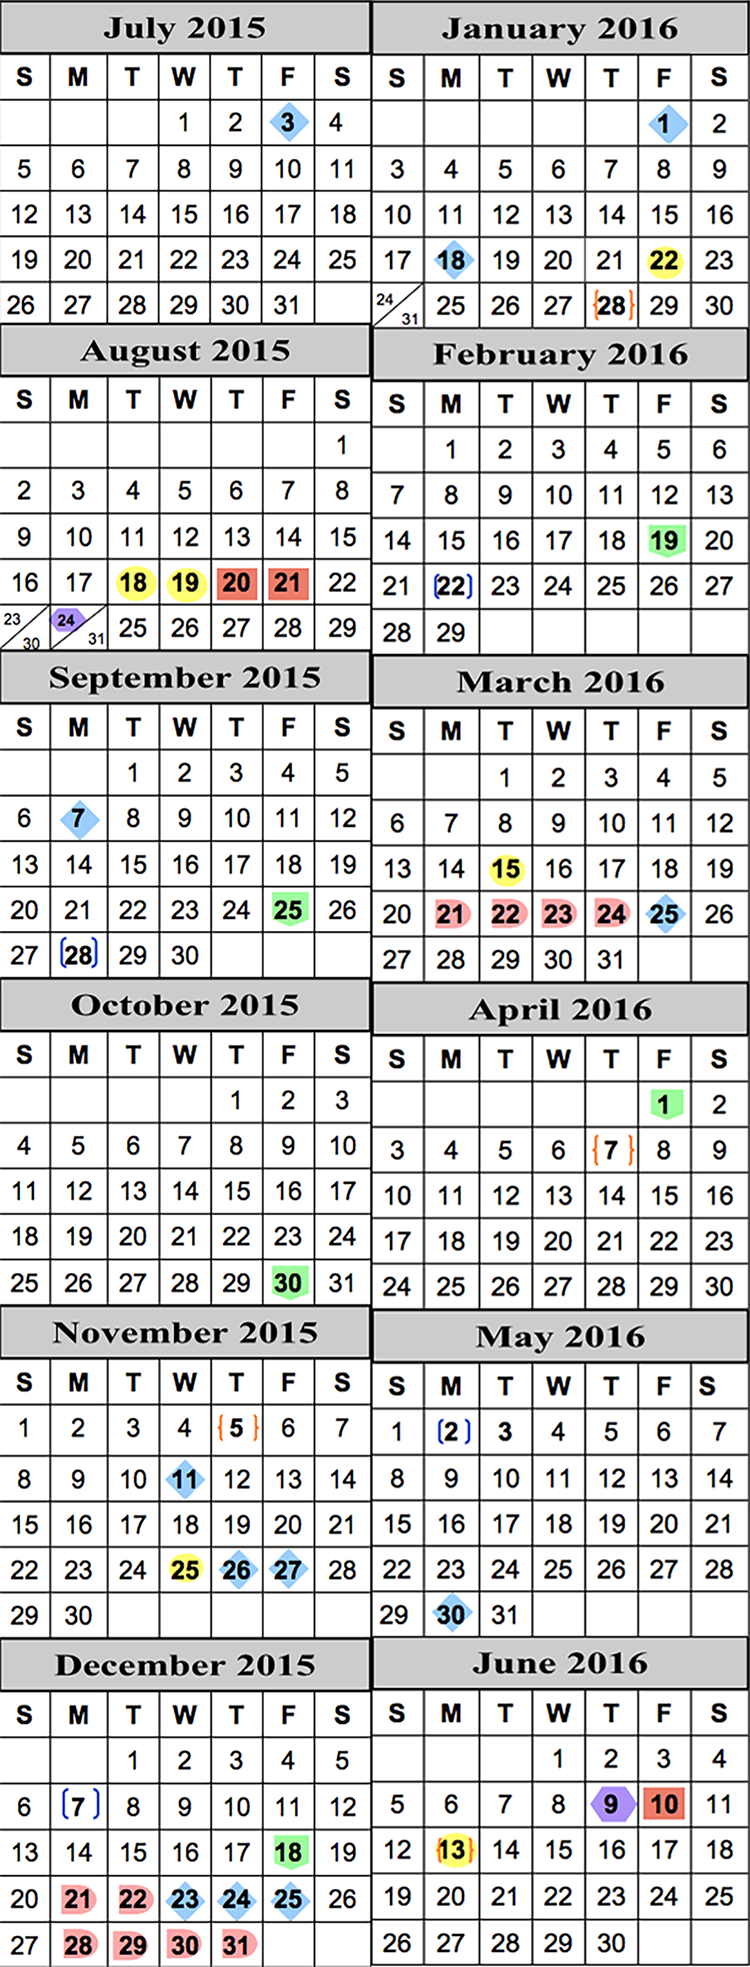 July 2015
S M T W T F S
1 2 3 4
5 6 7 8 9 10 11
12 13 14 15 16 17 18
19 20 21 22 23 24 25
26 27 28 29 30 31
August 2015
S M T W T F S
1
2 3 4 5 6 7 8
9 10 11 12 13 14 15
16 17 18 19 20 21 22
23/30 24/31 25 26 27 28 29
September 2015
S M T W T F S
1 2 3 4 5
6 7 8 9 10 11 12
13 14 15 16 17 18 19
20 21 22 23 24 25 26
27 [28] 29 30
October 2015
S M T W T F S
1 2 3
4 5 6 7 8 9 10
11 12 13 14 15 16 17
18 19 20 21 22 23 24
25 26 27 28 29 30 31
November 2015
S M T W T F S
1 2 3 4 {5} 6 7
8 9 10 11 12 13 14
15 16 17 18 19 20 21
22 23 24 25 26 27 28
29 30
December 2015
S M T W T F S
1 2 3 4 5
6 [7] 8 9 10 11 12
13 14 15 16 17 18 19
20 21 22 23 24 25 26
27 28 29 30 31
January 2016
S M T W T F S
1 2
3 4 5 6 7 8 9
10 11 12 13 14 15 16
17 18 19 20 21 22 23
24/31 25 26 27 {28} 29 30
February 2016
S M T W T F S
1 2 3 4 5 6
7 8 9 10 11 12 13
14 15 16 17 18 19 20
21 [22] 23 24 25 26 27
28 29
March 2016
S M T W T F S
1 2 3 4 5
6 7 8 9 10 11 12
13 14 15 16 17 18 19
20 21 22 23 24 25 26
27 28 29 30 31
April 2016
S M T W T F S
1 2
3 4 5 6 {7} 8 9
10 11 12 13 14 15 16
17 18 19 20 21 22 23
24 25 26 27 28 29 30
May 2016
S M T W T F S
1 [2] 3 4 5 6 7
8 9 10 11 12 13 14
15 16 17 18 19 20 21
22 23 24 25 26 27 28
29 30 31
June 2016
S M T W T F S
1 2 3 4
5 6 7 8 9 10 11
12 {13} 14 15 16 17 18
19 20 21 22 23 24 25
26 27 28 29 30